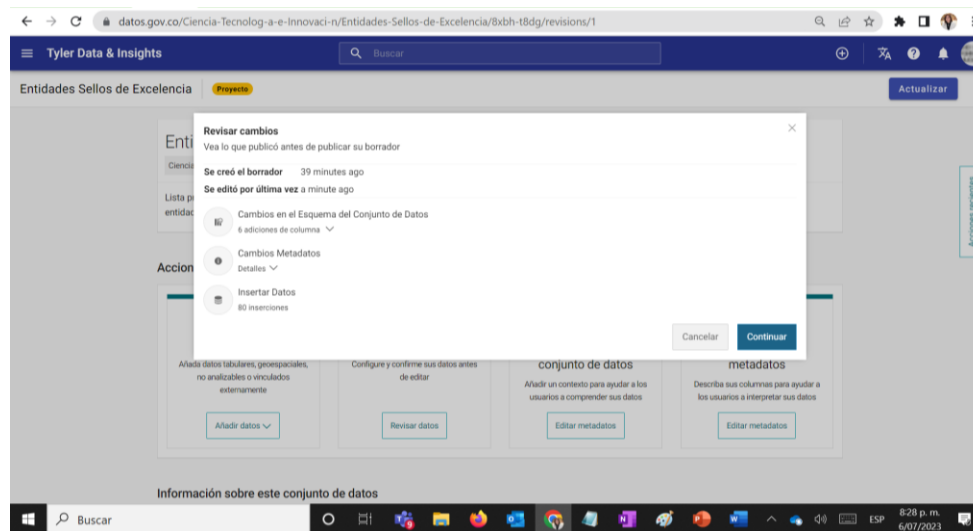 datos.gov.co/Ciencia-Tecnolog-a-e-Innovaci-n/Entidades-Sellos-de-Excelencia/8xbh-t8dg/revisions/1
Tyler Data & Insights
Buscar
Entidades Sellos de Excelencia
Proyecto
Actualizar
Enti
Ciencia
Lista p
entidad
Revisar cambios
Vea lo que publicó antes de publicar su borrador
Se creó el borrador 39 minutes ago
Se editó por última vez a minute ago
Cambios en el Esquema del Conjunto de Datos
6 adiciones de columna
Cambios Metadatos
Detalles
Insertar Datos
80 inserciones
Cancelar
Continuar
Acciones recientes
Accion
conjunto de datos
metadatos
Añada datos tabulares, geoespaciales,
no analizables o vinculados
externamente
Configure y confirme sus datos antes
de editar
Añadir un contexto para ayudar a los
usuarios a comprender sus datos
Describa sus columnas para ayudar a
los usuarios a interpretar sus datos
Añadir datos
Revisar datos
Editar metadatos
Editar metadatos
Información sobre este conjunto de datos
Buscar
ESP
8:28 p. m.
6/07/2023